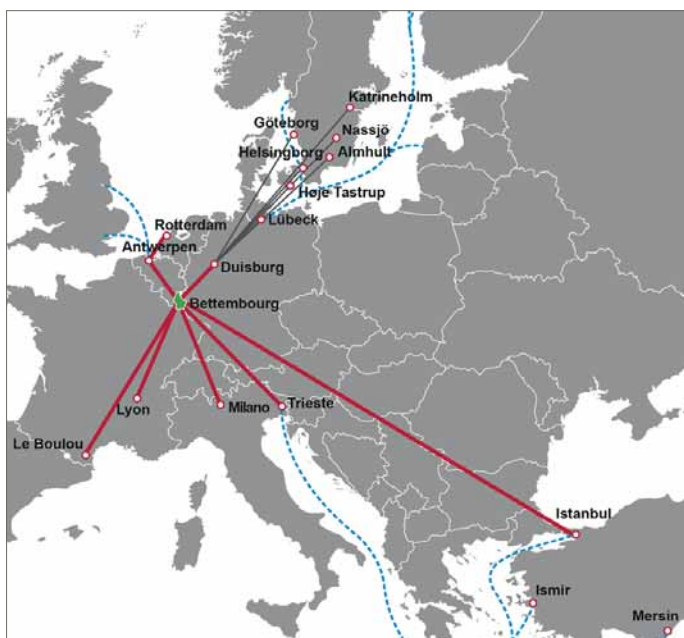 Katrineholm
Göteborg
Nassjö
Helsingborg
Almhult
Høje Tastrup
Lübeck
Rotterdam
Antwerpen
Duisburg
Bettembourg
Lyon
Milano
Trieste
Le Boulou
Istanbul
Ismir
Mersin